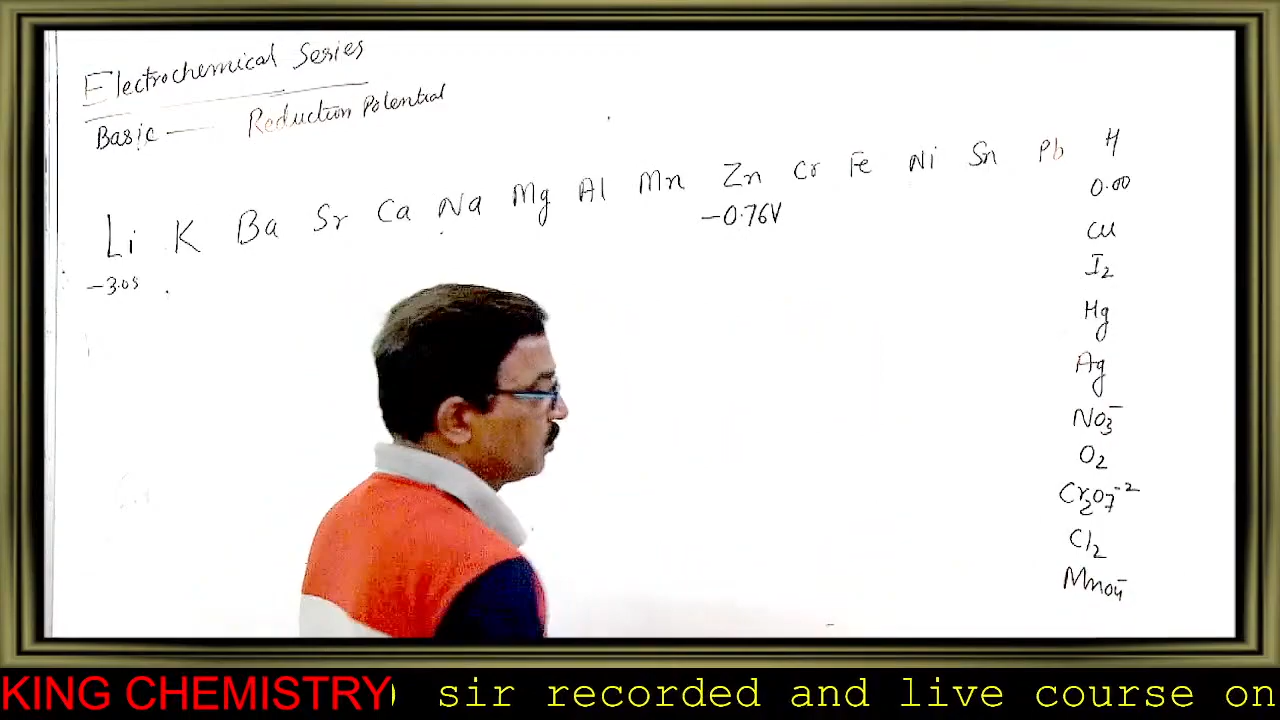 Electrochemical Series
Basic — Reduction Potential
Li K Ba Sr Ca Na Mg Al Mn Zn Cr Fe Ni Sn Pb H
-3.05 -0.76V 0.00
Cu
I2
Hg
Ag
NO3-
O2
Cr2O7-2
Cl2
MnO4-
KING CHEMISTRY) sir recorded and live course on